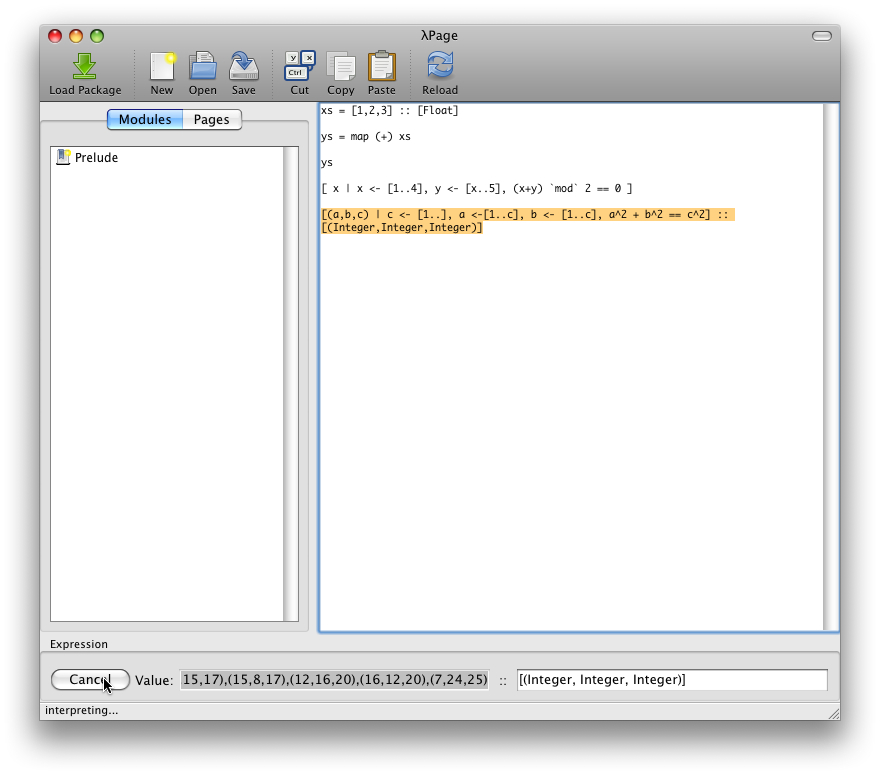 λPage
Load Package New Open Save Cut Copy Paste Reload
y x
Ctrl
Modules Pages
Prelude
xs = [1,2,3] :: [Float]
ys = map (+) xs
ys
[ x | x <- [1..4], y <- [x..5], (x+y) `mod` 2 == 0 ]
[(a,b,c) | c <- [1..], a <-[1..c], b <- [1..c], a^2 + b^2 == c^2] ::
[(Integer,Integer,Integer)]
Expression
Cancel Value: 15,17),(15,8,17),(12,16,20),(16,12,20),(7,24,25) :: [(Integer, Integer, Integer)]
interpreting...